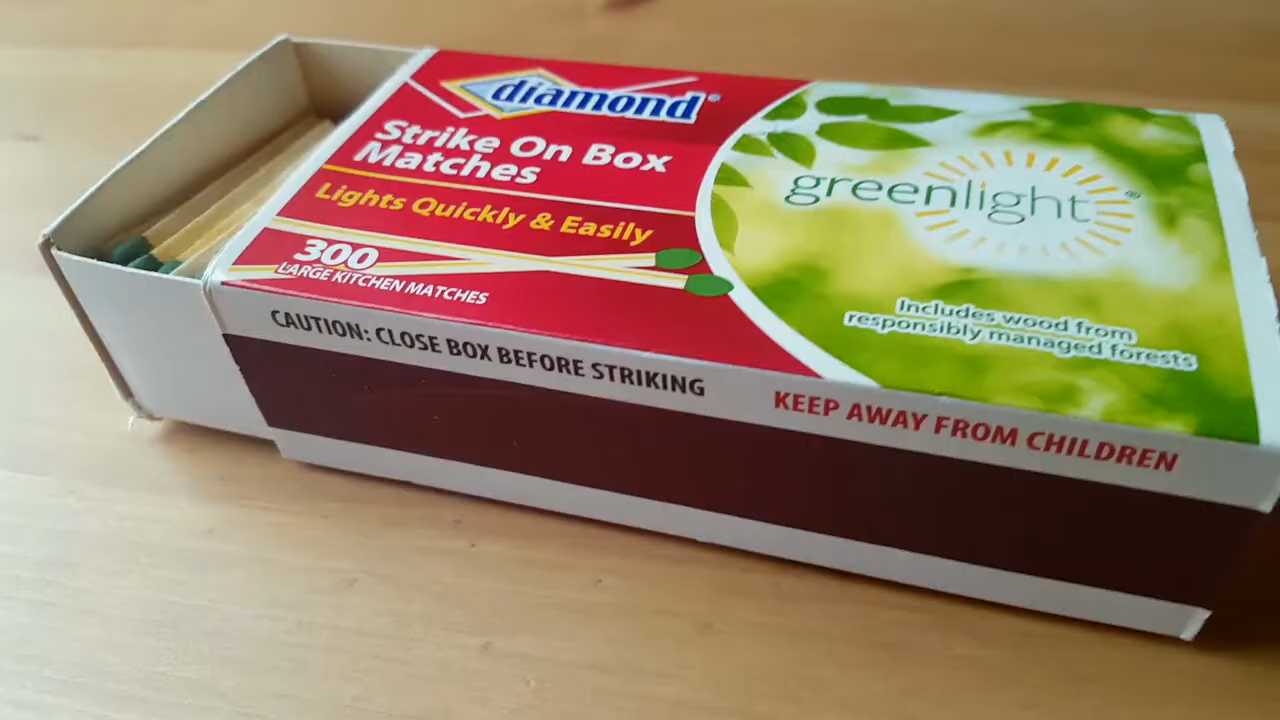 diamond®
Strike On Box
Matches
Lights Quickly & Easily
300
LARGE KITCHEN MATCHES
greenlight®
Includes wood from
responsibly managed forests
CAUTION: CLOSE BOX BEFORE STRIKING
KEEP AWAY FROM CHILDREN